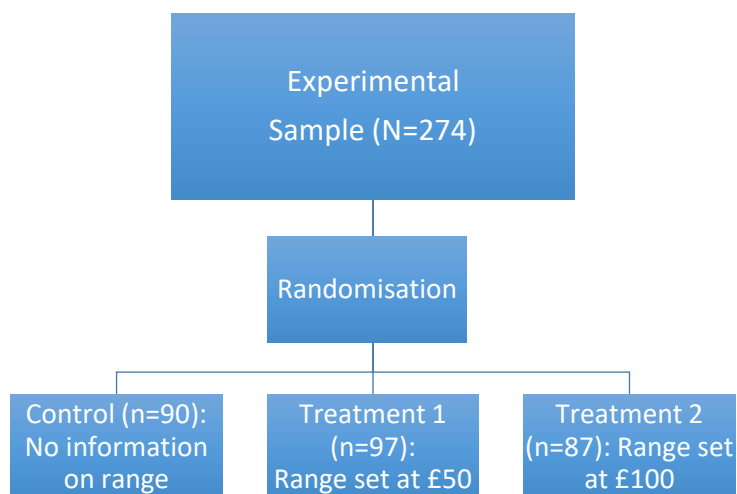 Experimental
Sample (N=274)
Randomisation
Control (n=90):
No information
on range
Treatment 1
(n=97):
Range set at £50
Treatment 2
(n=87): Range set
at £100